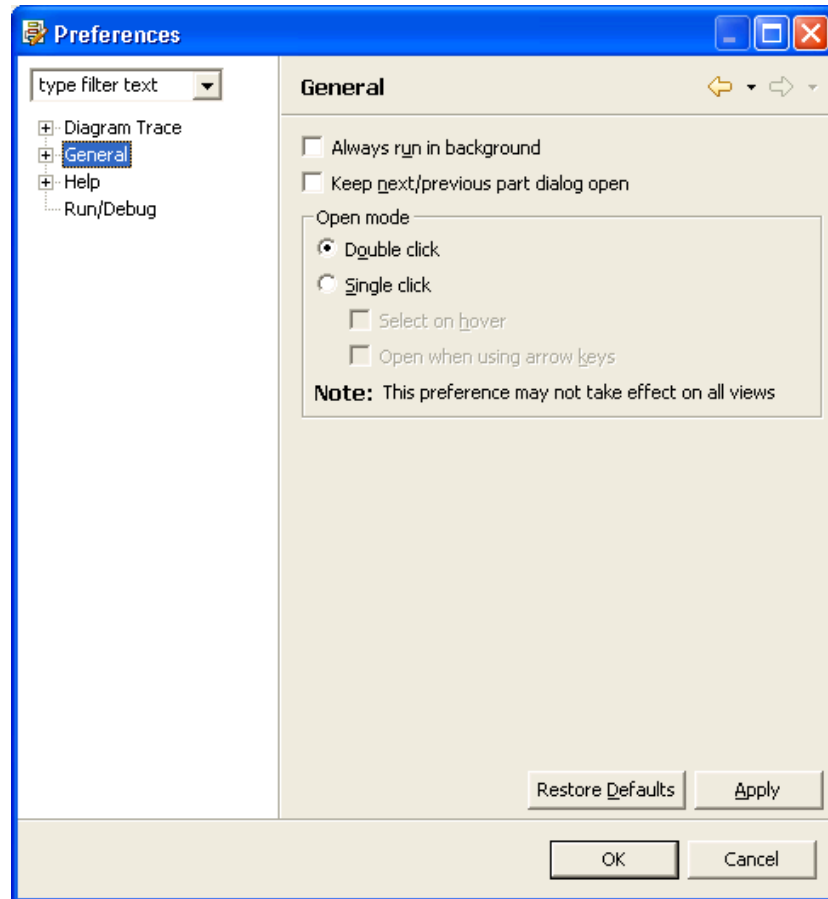 Preferences
type filter text
Diagram Trace
General
Help
Run/Debug
General
Always run in background
Keep next/previous part dialog open
Open mode
Double click
Single click
Select on hover
Open when using arrow keys
Note: This preference may not take effect on all views
Restore Defaults
Apply
OK
Cancel